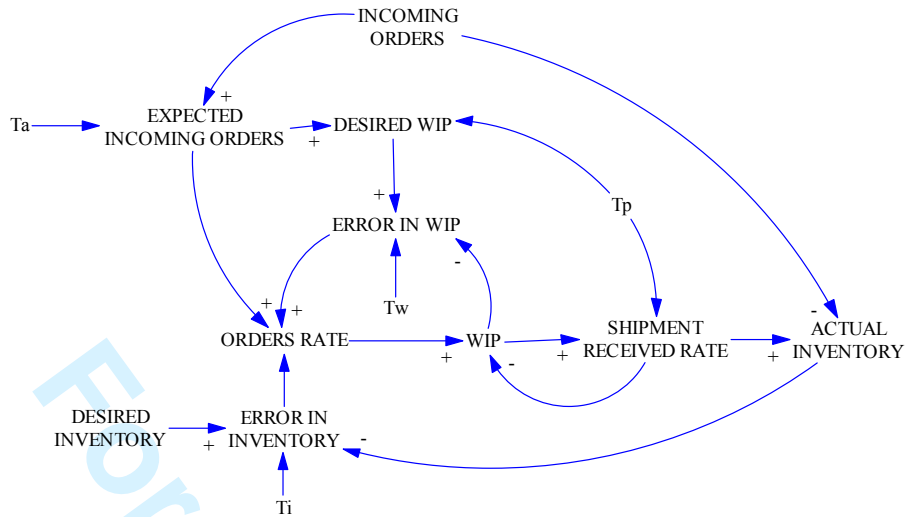 INCOMING
ORDERS
+
EXPECTED
INCOMING ORDERS
Ta
+
DESIRED WIP
+
Tp
ERROR IN WIP
-
Tw
+
+
ORDERS RATE
+
WIP
-
+
SHIPMENT
RECEIVED RATE
+
-
ACTUAL
INVENTORY
DESIRED
INVENTORY
+
ERROR IN
INVENTORY
-
Ti
For